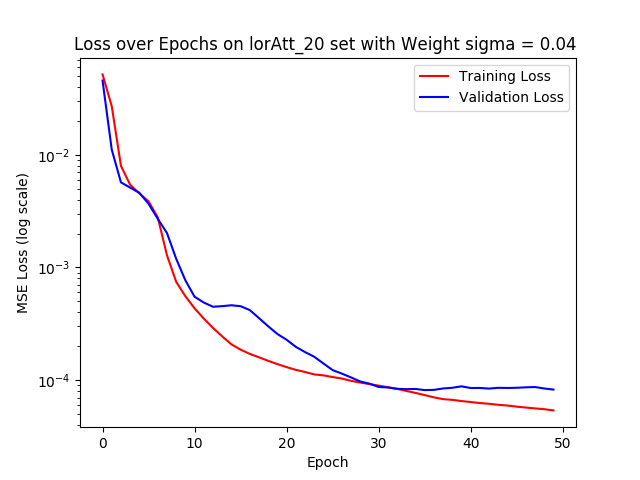 Loss over Epochs on lorAtt_20 set with Weight sigma = 0.04
Training Loss
Validation Loss
MSE Loss (log scale)
10⁻²
10⁻³
10⁻⁴
0 10 20 30 40 50
Epoch